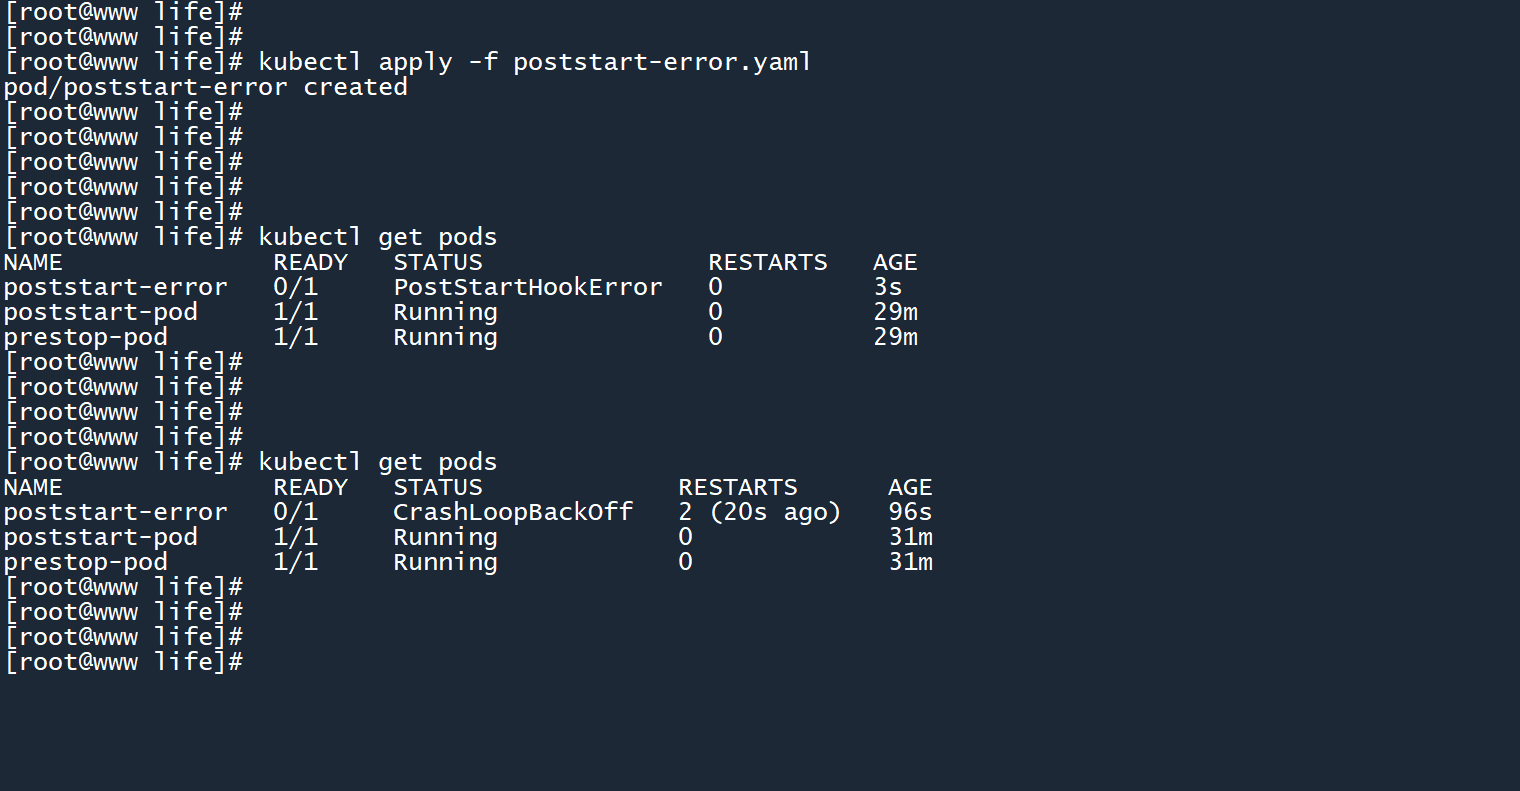 [root@www life]#
[root@www life]#
[root@www life]# kubectl apply -f poststart-error.yaml
pod/poststart-error created
[root@www life]#
[root@www life]#
[root@www life]#
[root@www life]#
[root@www life]#
[root@www life]# kubectl get pods
NAME              READY   STATUS               RESTARTS   AGE
poststart-error   0/1     PostStartHookError   0          3s
poststart-pod     1/1     Running              0          29m
prestop-pod       1/1     Running              0          29m
[root@www life]#
[root@www life]#
[root@www life]#
[root@www life]#
[root@www life]# kubectl get pods
NAME              READY   STATUS             RESTARTS      AGE
poststart-error   0/1     CrashLoopBackOff   2 (20s ago)   96s
poststart-pod     1/1     Running            0             31m
prestop-pod       1/1     Running            0             31m
[root@www life]#
[root@www life]#
[root@www life]#
[root@www life]#